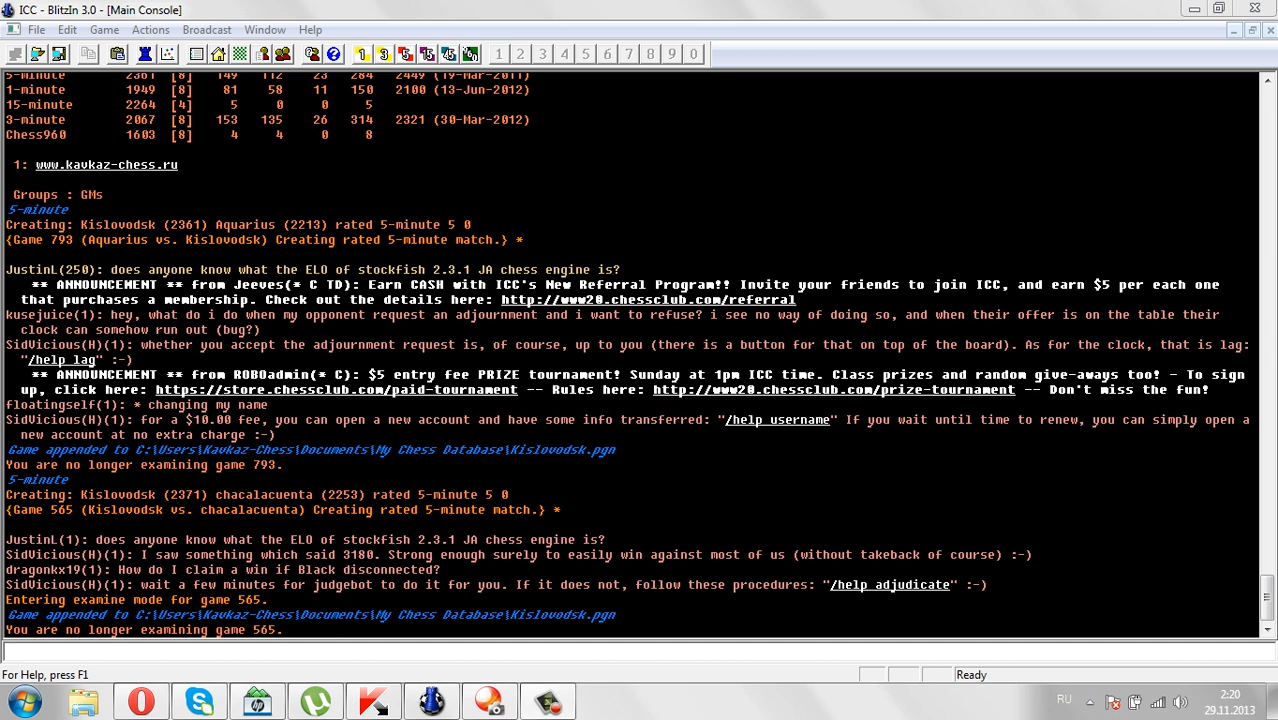 ICC - BlitzIn 3.0 - [Main Console]
File Edit Game Actions Broadcast Window Help
1 3 5 15 45 1 2 3 4 5 6 7 8 9 0
5-minute 2361 [8] 149 112 23 284 2449 (19-Mar-2011)
1-minute 1949 [8] 81 58 11 150 2100 (13-Jun-2012)
15-minute 2264 [4] 5 0 0 5
3-minute 2067 [8] 153 135 26 314 2321 (30-Mar-2012)
Chess960 1603 [8] 4 4 0 8
1: www.kavkaz-chess.ru
Groups : GMs
5-minute
Creating: Kislovodsk (2361) Aquarius (2213) rated 5-minute 5 0
{Game 793 (Aquarius vs. Kislovodsk) Creating rated 5-minute match.} *
JustinL(250): does anyone know what the ELO of stockfish 2.3.1 JA chess engine is?
** ANNOUNCEMENT ** from Jeeves(* C TD): Earn CASH with ICC's New Referral Program!! Invite your friends to join ICC, and earn $5 per each one
that purchases a membership. Check out the details here: http://www20.chessclub.com/referral
kusejuice(1): hey, what do i do when my opponent request an adjournment and i want to refuse? i see no way of doing so, and when their offer is on the table their
clock can somehow run out (bug?)
SidVicious(H)(1): whether you accept the adjournment request is, of course, up to you (there is a button for that on top of the board). As for the clock, that is lag:
"/help lag" :-)
** ANNOUNCEMENT ** from ROBOadmin(* C): $5 entry fee PRIZE tournament! Sunday at 1pm ICC time. Class prizes and random give-aways too! - To sign
up, click here: https://store.chessclub.com/paid-tournament -- Rules here: http://www20.chessclub.com/prize-tournament -- Don't miss the fun!
floatingself(1): * changing my name
SidVicious(H)(1): for a $10.00 fee, you can open a new account and have some info transferred: "/help username" If you wait until time to renew, you can simply open a
new account at no extra charge :-)
Game appended to C:\Users\Kavkaz-Chess\Documents\My Chess Database\Kislovodsk.pgn
You are no longer examining game 793.
5-minute
Creating: Kislovodsk (2371) chacalacuenta (2253) rated 5-minute 5 0
{Game 565 (Kislovodsk vs. chacalacuenta) Creating rated 5-minute match.} *
JustinL(1): does anyone know what the ELO of stockfish 2.3.1 JA chess engine is?
SidVicious(H)(1): I saw something which said 3180. Strong enough surely to easily win against most of us (without takeback of course) :-)
dragonkx19(1): How do I claim a win if Black disconnected?
SidVicious(H)(1): wait a few minutes for judgebot to do it for you. If it does not, follow these procedures: "/help adjudicate" :-)
Entering examine mode for game 565.
Game appended to C:\Users\Kavkaz-Chess\Documents\My Chess Database\Kislovodsk.pgn
You are no longer examining game 565.
For Help, press F1
Ready
RU
2:20
29.11.2013